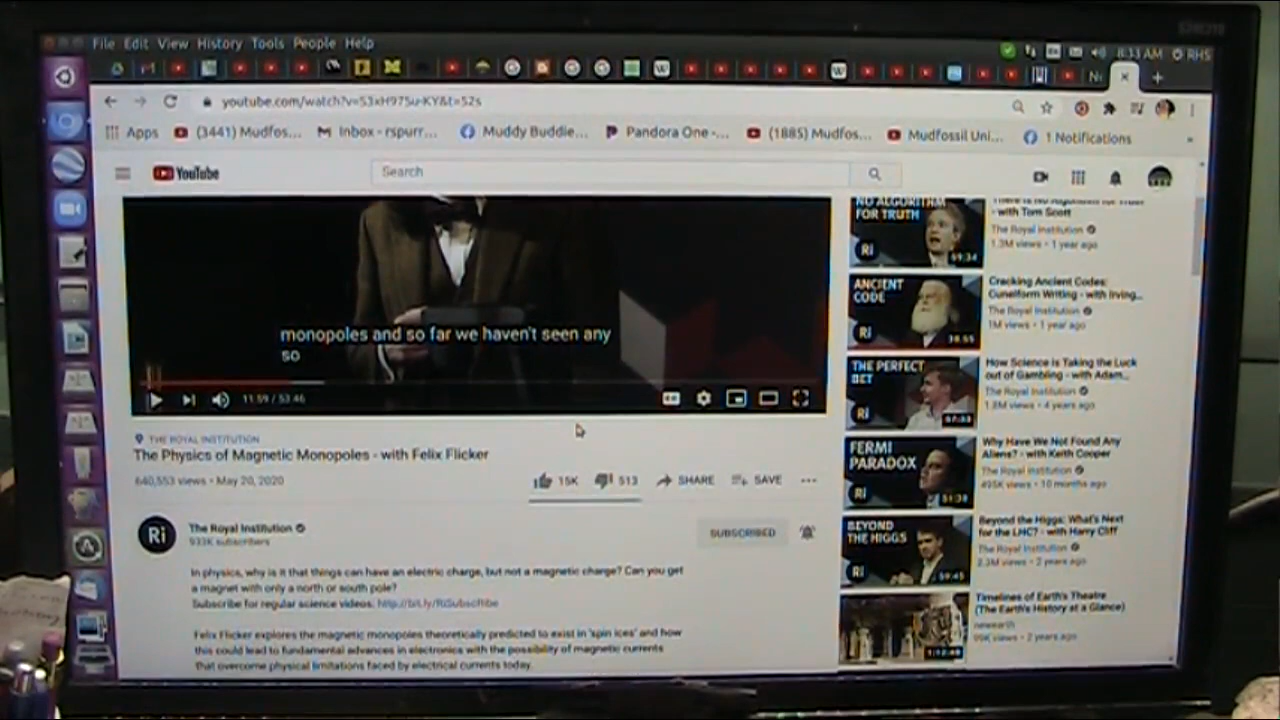 File Edit View History Tools People Help
8:33 AM RHS
youtube.com/watch?v=53xH975u-KY&t=52s
Apps (3441) Mudfos... Inbox - rspurr... Muddy Buddie... Pandora One -... (1885) Mudfos... Mudfossil Uni... 1 Notifications »
YouTube
Search
monopoles and so far we haven't seen any
so
11:59 / 53:46
THE ROYAL INSTITUTION
The Physics of Magnetic Monopoles - with Felix Flicker
640,553 views • May 20, 2020
15K 513 SHARE SAVE
Ri
The Royal Institution
933K subscribers
SUBSCRIBED
In physics, why is it that things can have an electric charge, but not a magnetic charge? Can you get
a magnet with only a north or south pole?
Subscribe for regular science videos: http://bit.ly/RiSubscRibe
Felix Flicker explores the magnetic monopoles theoretically predicted to exist in 'spin ices' and how
this could lead to fundamental advances in electronics with the possibility of magnetic currents
that overcome physical limitations faced by electrical currents today.
NO ALGORITHM
FOR TRUTH
Ri
59:34
- with Tom Scott
The Royal Institution
1.3M views • 1 year ago
ANCIENT
CODE
Ri
Cracking Ancient Codes:
Cuneiform Writing - with Irving...
The Royal Institution
1M views • 1 year ago
THE PERFECT
BET
Ri
How Science is Taking the Luck
out of Gambling - with Adam...
The Royal Institution
1.8M views • 4 years ago
FERMI
PARADOX
Ri
51:39
Why Have We Not Found Any
Aliens? - with Keith Cooper
The Royal Institution
495K views • 10 months ago
BEYOND
THE HIGGS
Ri
59:45
Beyond the Higgs: What's Next
for the LHC? - with Harry Cliff
The Royal Institution
2.3M views • 2 years ago
Timelines of Earth's Theatre
(The Earth's History at a Glance)
newearth
99K views • 2 years ago